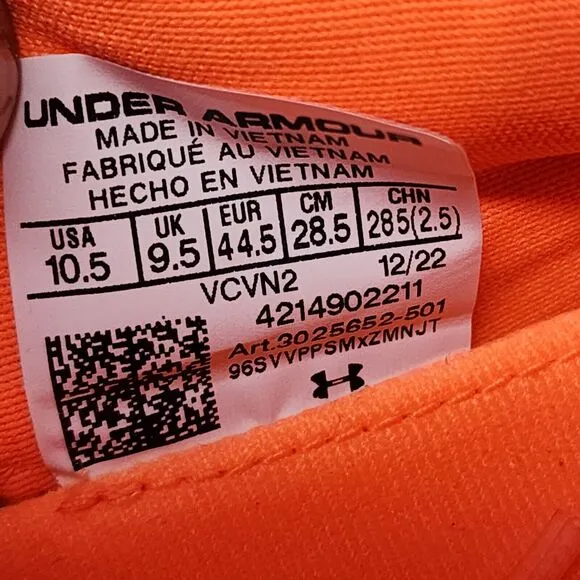 UNDER ARMOUR
MADE IN VIETNAM
FABRIQUÉ AU VIETNAM
HECHO EN VIETNAM
USA UK EUR CM CHN
10.5 9.5 44.5 28.5 285(2.5)
VCVN2 12/22
4214902211
Art.3025652-501
96SVVPPSMxZMNJT